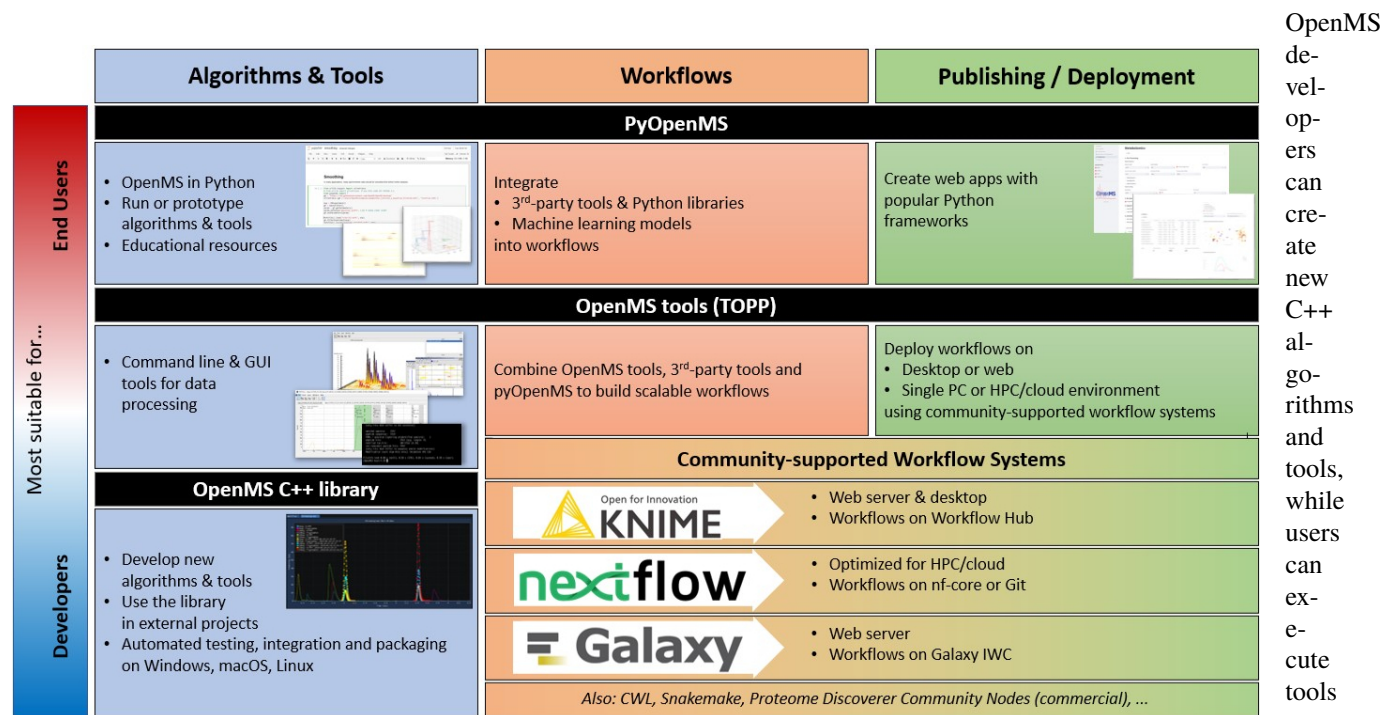 Algorithms & Tools
Workflows
Publishing / Deployment
PyOpenMS
End Users
Most suitable for...
Developers
• OpenMS in Python
• Run or prototype
algorithms & tools
• Educational resources
Integrate
• 3rd-party tools & Python libraries
• Machine learning models
into workflows
Create web apps with
popular Python
frameworks
OpenMS tools (TOPP)
• Command line & GUI
tools for data
processing
Combine OpenMS tools, 3rd-party tools and
pyOpenMS to build scalable workflows
Deploy workflows on
• Desktop or web
• Single PC or HPC/cloud environment
using community-supported workflow systems
OpenMS C++ library
• Develop new
algorithms & tools
• Use the library
in external projects
• Automated testing, integration and packaging
on Windows, macOS, Linux
Community-supported Workflow Systems
Open for Innovation
KNIME
• Web server & desktop
• Workflows on Workflow Hub
nextflow
• Optimized for HPC/cloud
• Workflows on nf-core or Git
Galaxy
• Web server
• Workflows on Galaxy IWC
Also: CWL, Snakemake, Proteome Discoverer Community Nodes (commercial), ...
OpenMS
de-
vel-
op-
ers
can
cre-
ate
new
C++
al-
go-
rithms
and
tools,
while
users
can
ex-
e-
cute
tools